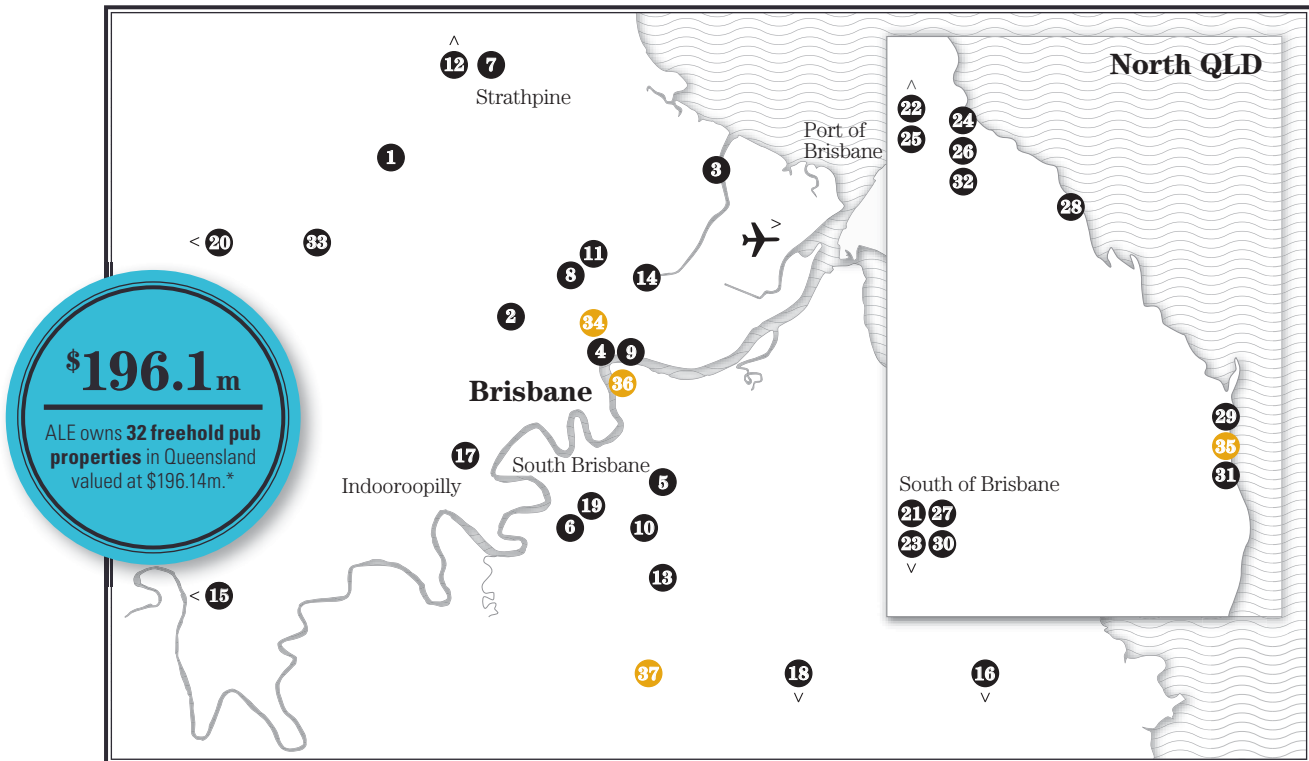 ^
12 7
Strathpine
1
3
Port of
Brisbane
>
< 20 33
11
8
14
2
34
4 9
36
Brisbane
17
Indooroopilly
South Brisbane
5
19
6 10
13
< 15
37
18
v
16
v
$196.1m
ALE owns 32 freehold pub
properties in Queensland
valued at $196.14m.*
North QLD
^
22 24
25 26
32
28
29
35
31
South of Brisbane
21 27
23 30
v